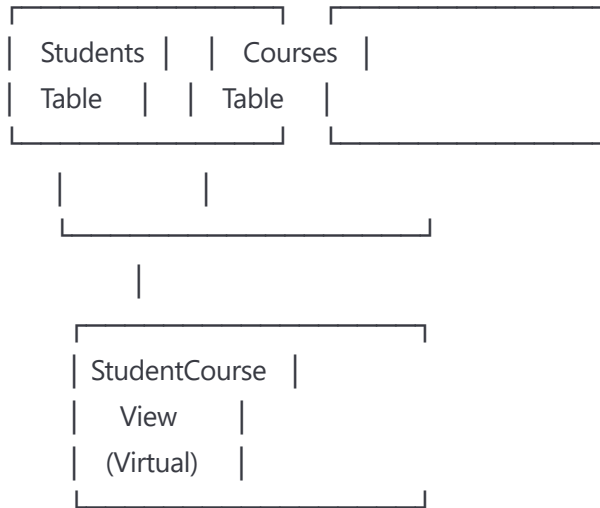 Students Courses
Table Table
StudentCourse
View
(Virtual)